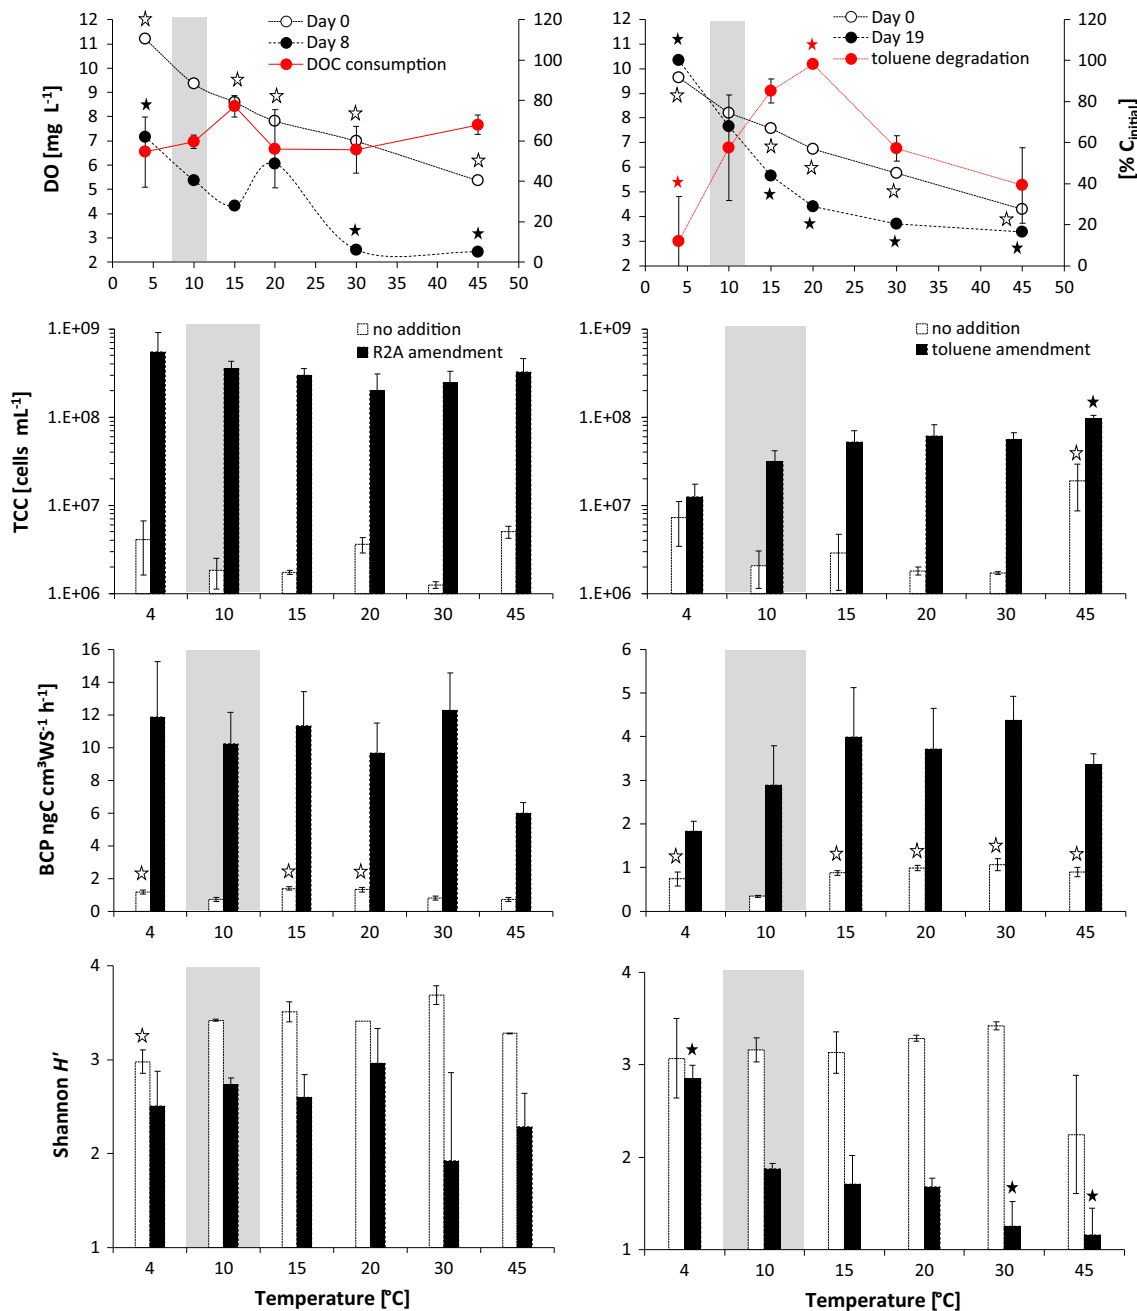 Day 0
Day 8
DOC consumption
DO [mg L⁻¹]
12
11
10
9
8
7
6
5
4
3
2
120
100
80
60
40
20
0
0 5 10 15 20 25 30 35 40 45 50
Day 0
Day 19
toluene degradation
12
11
10
9
8
7
6
5
4
3
2
120
100
80
60
40
20
0
[% Cinitial]
0 5 10 15 20 25 30 35 40 45 50
no addition
R2A amendment
TCC [cells mL⁻¹]
1.E+09
1.E+08
1.E+07
1.E+06
4 10 15 20 30 45
no addition
toluene amendment
1.E+09
1.E+08
1.E+07
1.E+06
4 10 15 20 30 45
BCP ngC cm³WS⁻¹ h⁻¹
16
14
12
10
8
6
4
2
0
4 10 15 20 30 45
6
5
4
3
2
1
0
4 10 15 20 30 45
Shannon H'
4
3
2
1
4 10 15 20 30 45
Temperature [°C]
4
3
2
1
4 10 15 20 30 45
Temperature [°C]